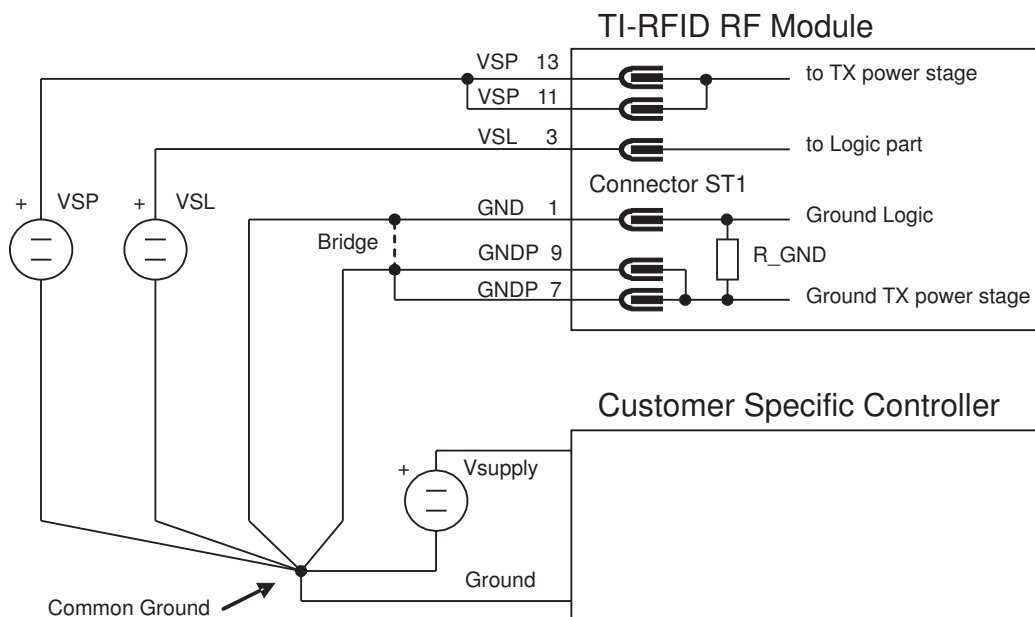 TI-RFID RF Module
VSP 13
to TX power stage
VSP 11
VSL 3
to Logic part
Connector ST1
+ VSP
+ VSL
GND 1
Ground Logic
Bridge
GNDP 9
R_GND
GNDP 7
Ground TX power stage
Customer Specific Controller
+ Vsupply
Ground
Common Ground